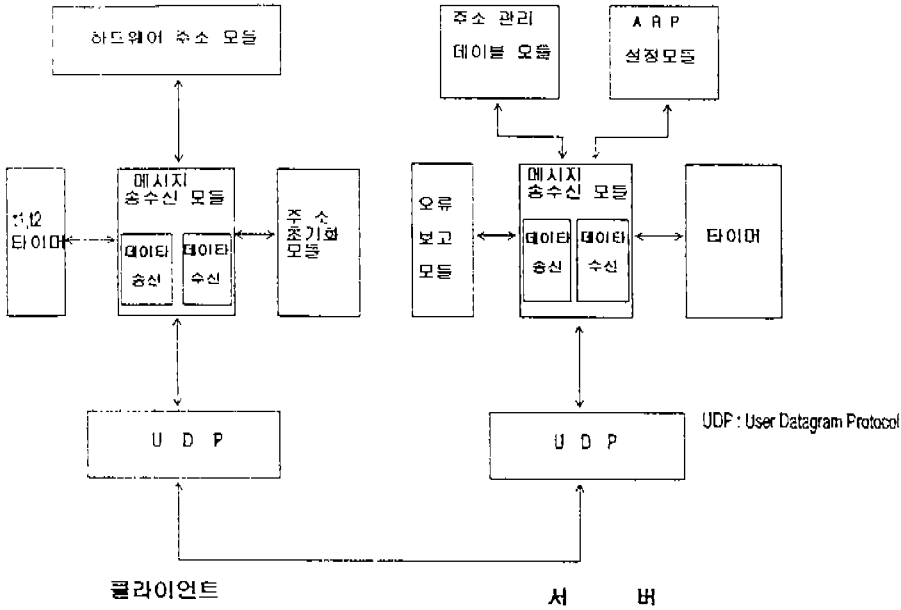 하드웨어 주소 모듈
주소 관리
테이블 모듈
A R P
설정모듈
t1,t2
타이머
메시지
송수신 모듈
데이타
송신
데이타
수신
주 소
초기화
모듈
오류
보고
모듈
메시지
송수신 모듈
데이타
송신
데이타
수신
타이머
U D P
U D P
UDP : User Datagram Protocol
클라이언트
서 버